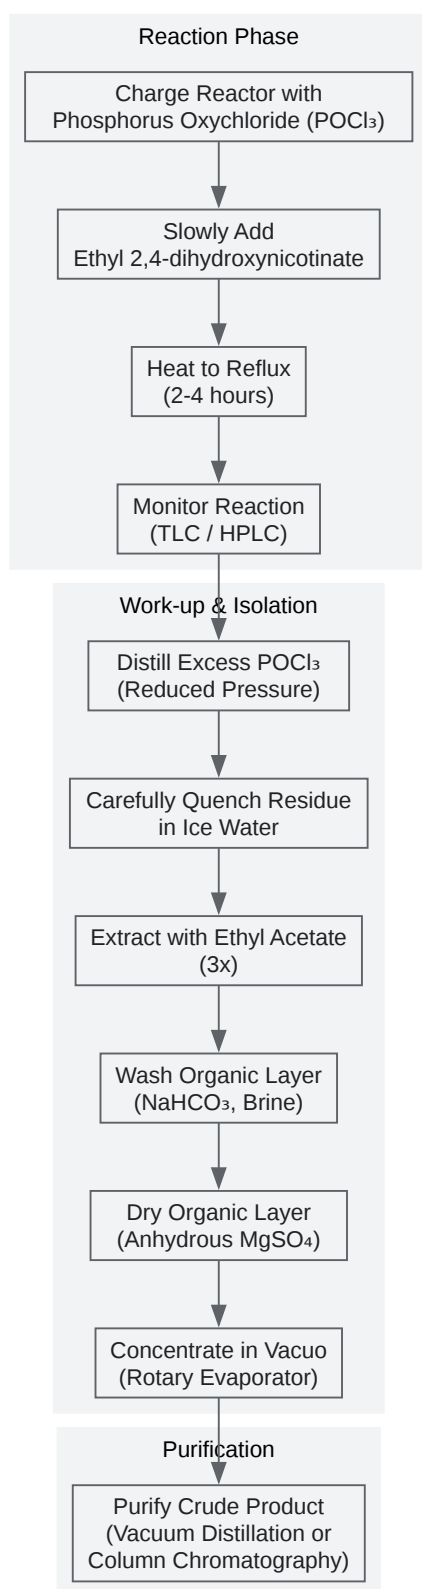 Reaction Phase
Charge Reactor with
Phosphorus Oxychloride (POCl₃)
Slowly Add
Ethyl 2,4-dihydroxynicotinate
Heat to Reflux
(2-4 hours)
Monitor Reaction
(TLC / HPLC)
Work-up & Isolation
Distill Excess POCl₃
(Reduced Pressure)
Carefully Quench Residue
in Ice Water
Extract with Ethyl Acetate
(3x)
Wash Organic Layer
(NaHCO₃, Brine)
Dry Organic Layer
(Anhydrous MgSO₄)
Concentrate in Vacuo
(Rotary Evaporator)
Purification
Purify Crude Product
(Vacuum Distillation or
Column Chromatography)